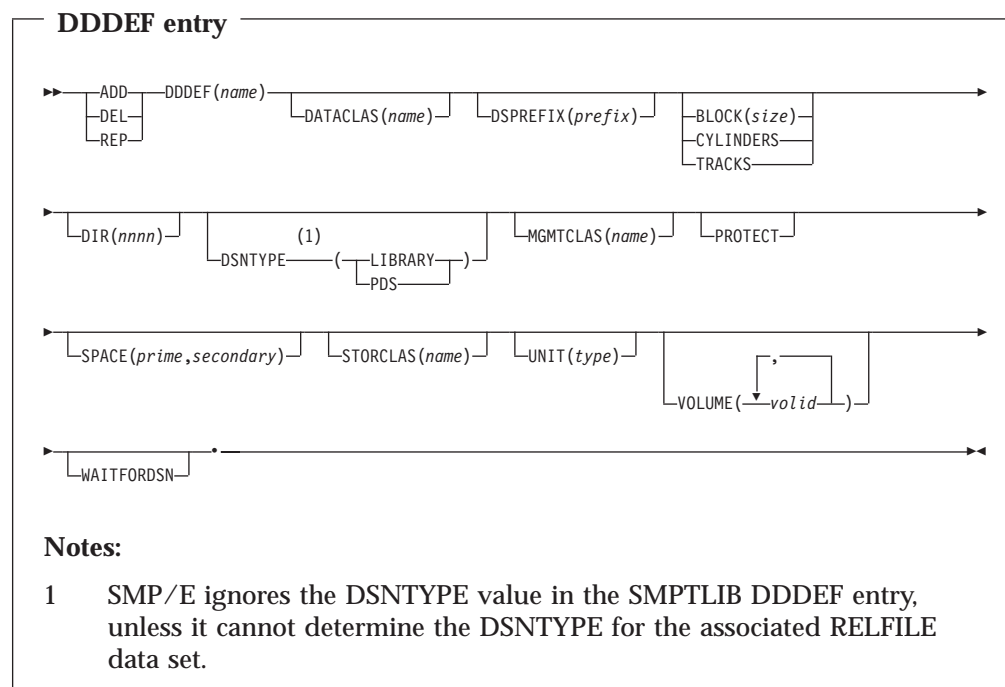 DDDEF entry
ADD DDDEF(name)
DEL DATACLAS(name) DSPREFIX(prefix) BLOCK(size)
REP CYLINDERS
TRACKS
DIR(nnnn) (1) MGMTCLAS(name) PROTECT
DSNTYPE ( LIBRARY )
PDS
SPACE(prime,secondary) STORCLAS(name) UNIT(type) ,
VOLUME( volid )
WAITFORDSN .
Notes:
1 SMP/E ignores the DSNTYPE value in the SMPTLIB DDDEF entry,
unless it cannot determine the DSNTYPE for the associated RELFILE
data set.